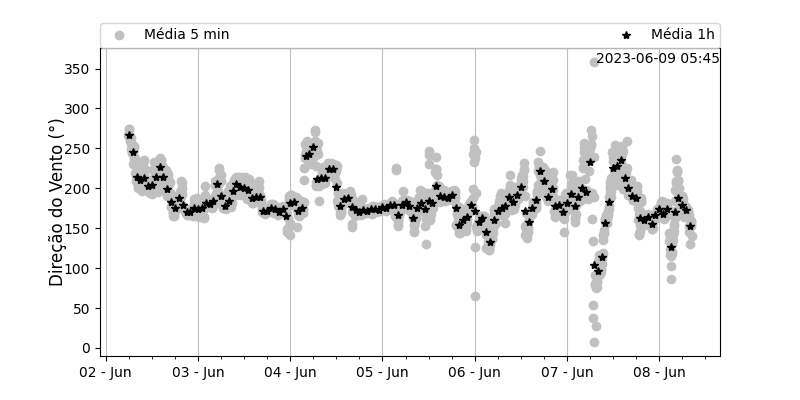 Média 5 min
Média 1h
2023-06-09 05:45
Direção do Vento (°)
350
300
250
200
150
100
50
0
02 - Jun
03 - Jun
04 - Jun
05 - Jun
06 - Jun
07 - Jun
08 - Jun